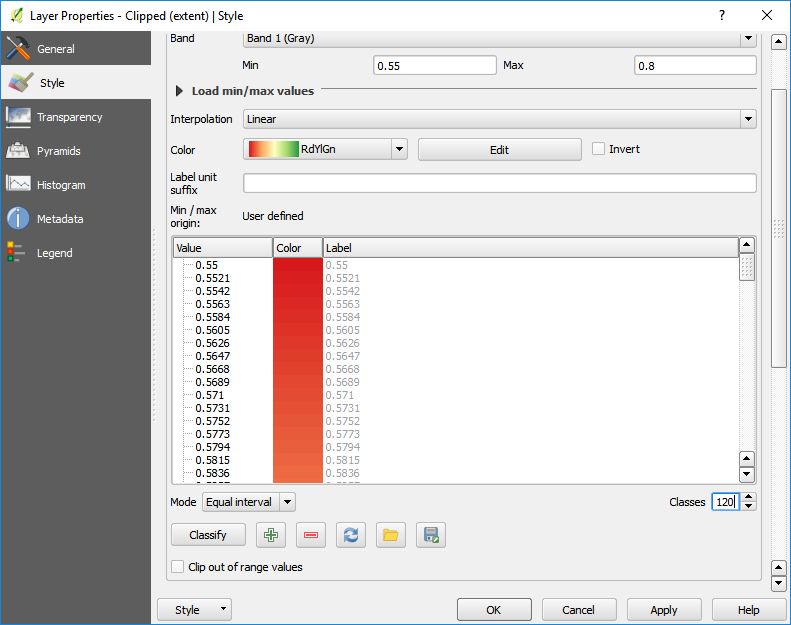 Layer Properties - Clipped (extent) | Style
?
General
Style
Transparency
Pyramids
Histogram
Metadata
Legend
Band Band 1 (Gray)
Min 0.55 Max 0.8
Load min/max values
Interpolation Linear
Color RdYlGn Edit Invert
Label unit
suffix
Min / max
origin: User defined
Value Color Label
0.55 0.55
0.5521 0.5521
0.5542 0.5542
0.5563 0.5563
0.5584 0.5584
0.5605 0.5605
0.5626 0.5626
0.5647 0.5647
0.5668 0.5668
0.5689 0.5689
0.571 0.571
0.5731 0.5731
0.5752 0.5752
0.5773 0.5773
0.5794 0.5794
0.5815 0.5815
0.5836 0.5836
Mode Equal interval Classes 120
Classify
Clip out of range values
Style OK Cancel Apply Help